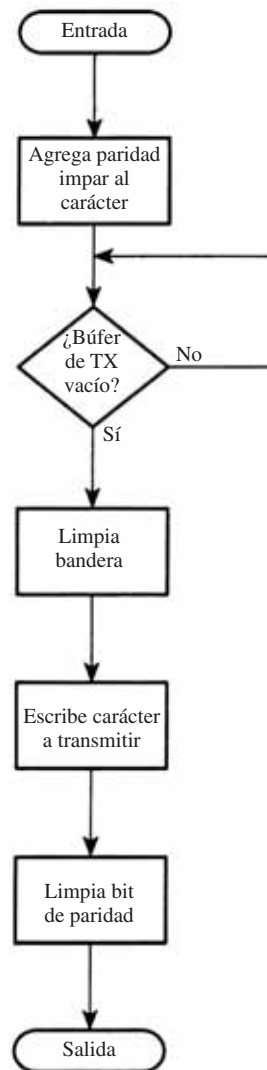 Entrada
Agrega paridad
impar al
carácter
¿Búfer
de TX
vacío?
No
Sí
Limpia
bandera
Escribe carácter
a transmitir
Limpia bit
de paridad
Salida